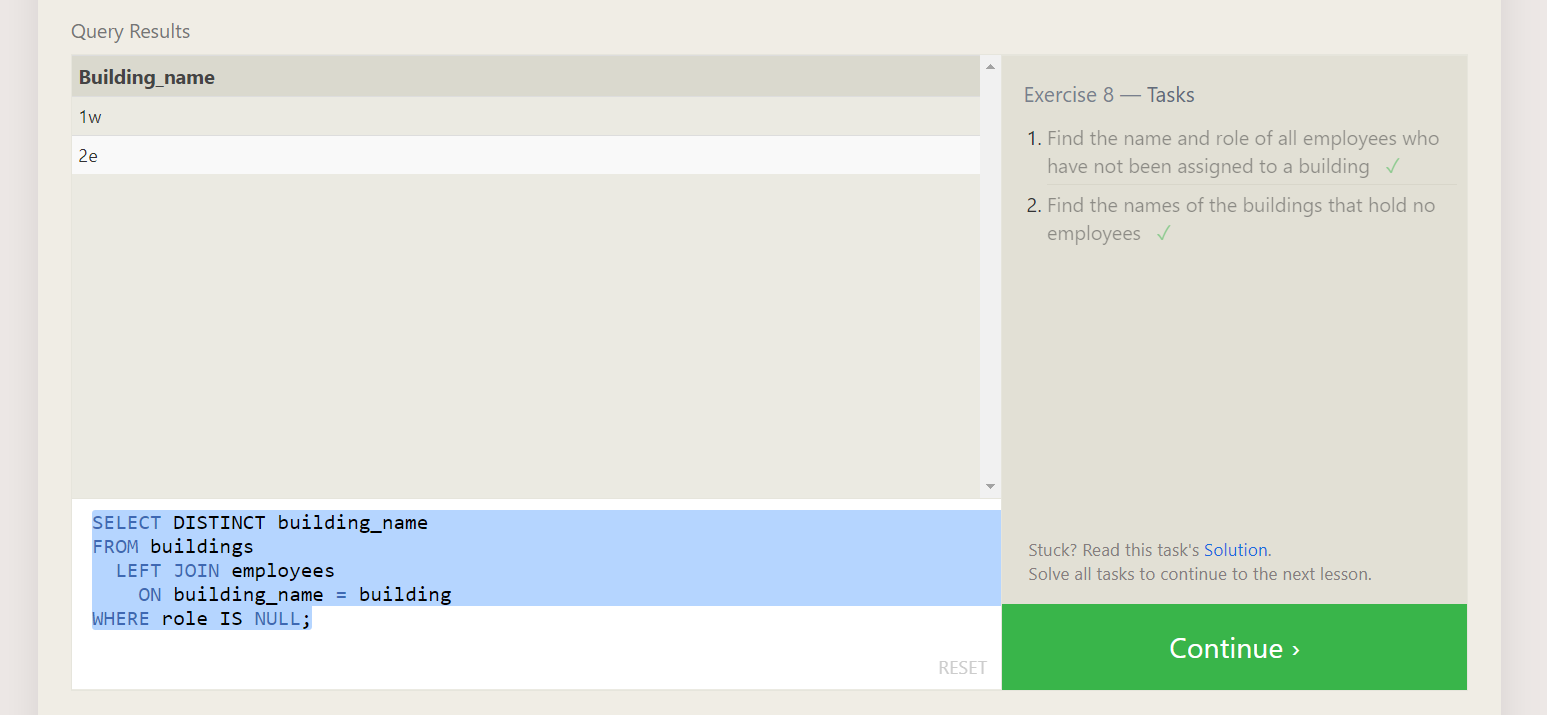 Query Results
Building_name
1w
2e
SELECT DISTINCT building_name
FROM buildings
  LEFT JOIN employees
    ON building_name = building
WHERE role IS NULL;
RESET
Exercise 8 — Tasks
1. Find the name and role of all employees who
have not been assigned to a building ✓
2. Find the names of the buildings that hold no
employees ✓
Stuck? Read this task's Solution.
Solve all tasks to continue to the next lesson.
Continue ›